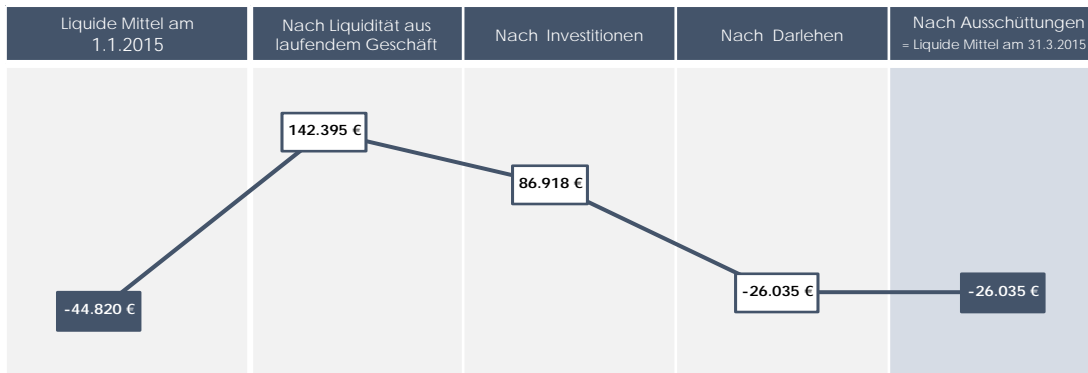 Liquide Mittel am
1.1.2015
Nach Liquidität aus
laufendem Geschäft
Nach Investitionen
Nach Darlehen
Nach Ausschüttungen
= Liquide Mittel am 31.3.2015
142.395 €
86.918 €
-44.820 €
-26.035 €
-26.035 €